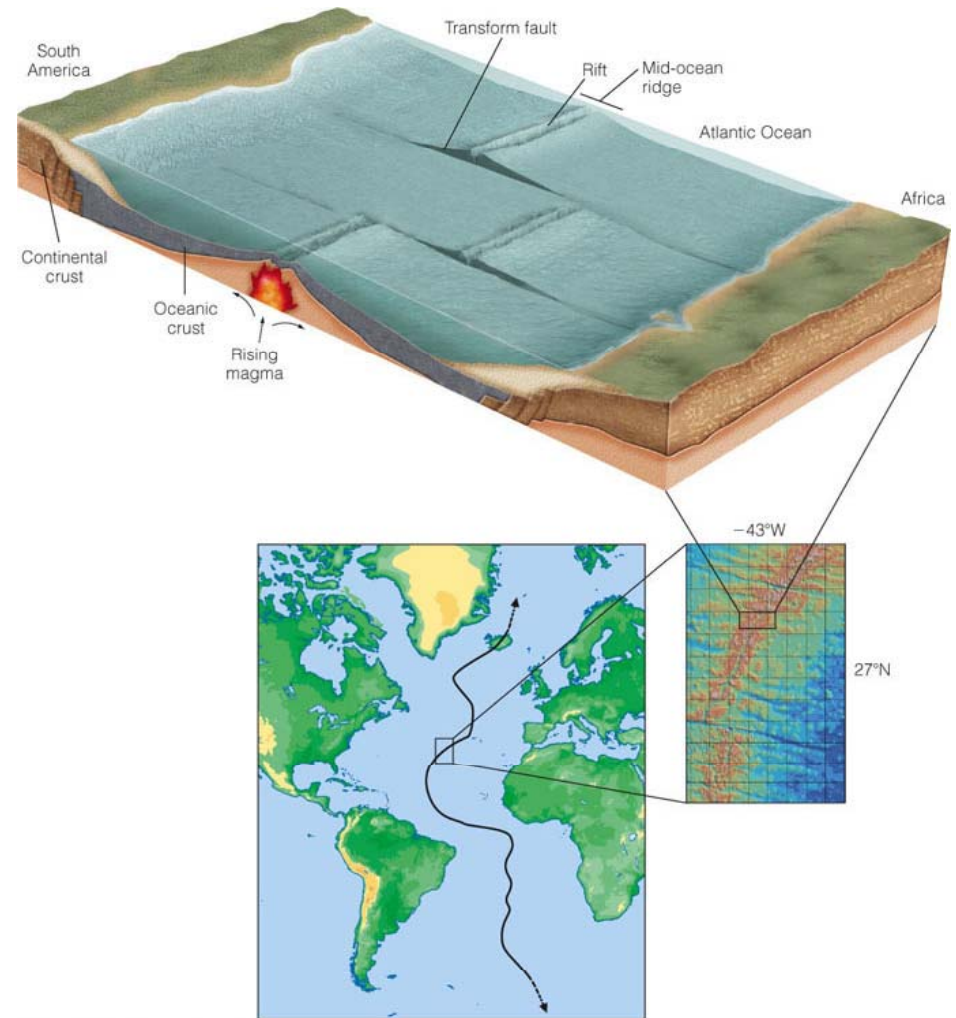 Transform fault
South
America
Rift
Mid-ocean
ridge
Atlantic Ocean
Africa
Continental
crust
Oceanic
crust
Rising
magma
−43°W
27°N